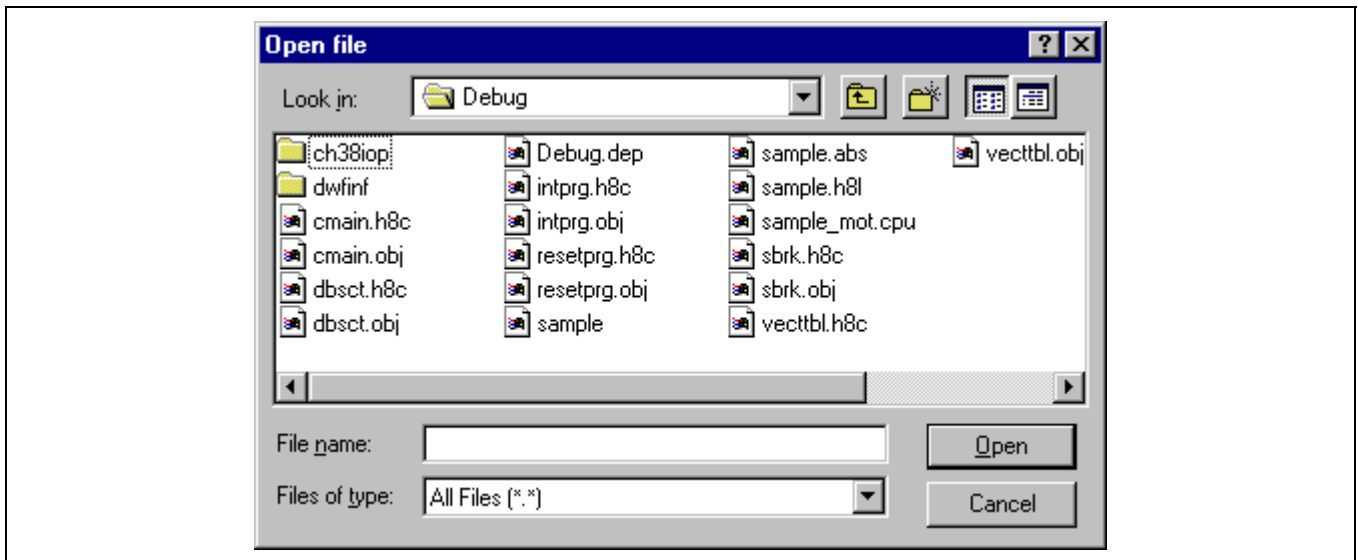 Open file
Look in: Debug
ch38iop Debug.dep sample.abs vecttbl.obj
dwfinf intprg.h8c sample.h8l
cmain.h8c intprg.obj sample_mot.cpu
cmain.obj resetprg.h8c sbrk.h8c
dbsct.h8c resetprg.obj sbrk.obj
dbsct.obj sample vecttbl.h8c
File name: Open
Files of type: All Files (*.*) Cancel